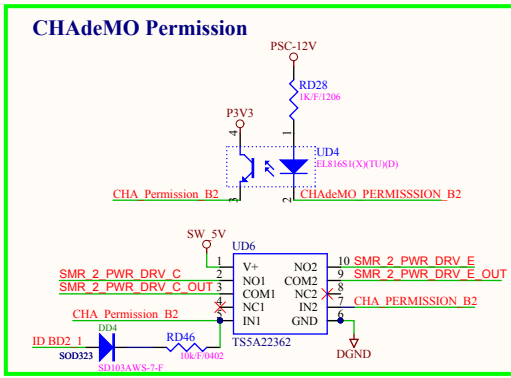 CHAdeMO Permission
PSC-12V
RD28
1K/F/1206
P3V3
4
1
UD4
EL816S1(X)(TU)(D)
3
2
CHA_Permission_B2
CHAdeMO_PERMISSSION_B2
SW_5V
UD6
1 V+ NO2 10 SMR_2_PWR_DRV_E
SMR_2_PWR_DRV_C 2 NO1 COM2 9 SMR_2_PWR_DRV_E_OUT
SMR_2_PWR_DRV_C_OUT 3 COM1 NC2 8
4 NC1 IN2 7 CHA_PERMISSION_B2
CHA_Permission_B2 5 IN1 GND 6
TS5A22362
DGND
DD4
ID BD2_1
RD46
SOD323
10k/F/0402
SD103AWS-7-F